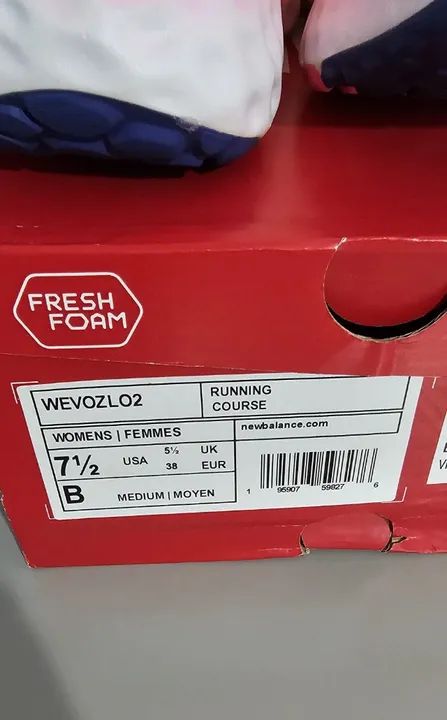 FRESH
FOAM
WEVOZLO2
RUNNING
COURSE
WOMENS | FEMMES
newbalance.com
7½ USA 5½ UK
38 EUR
B MEDIUM | MOYEN
1 95907 59827 6